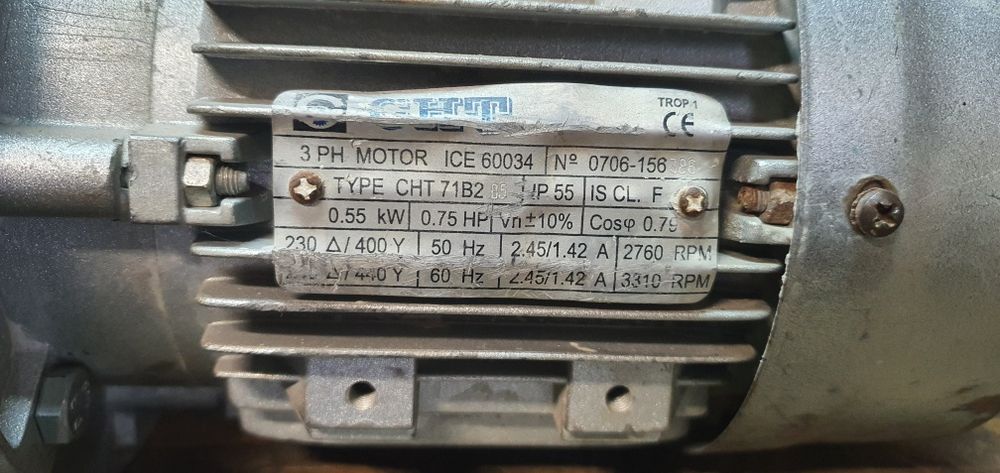 CHT
TROP 1
CE
3 PH MOTOR ICE 60034 Nº 0706-156
TYPE CHT 71B2 IP 55 IS CL. F
0.55 kW 0.75 HP Vn±10% Cosφ 0.79
230 Δ/400 Y 50 Hz 2.45/1.42 A 2760 RPM
Δ/440 Y 60 Hz 2.45/1.42 A 3310 RPM